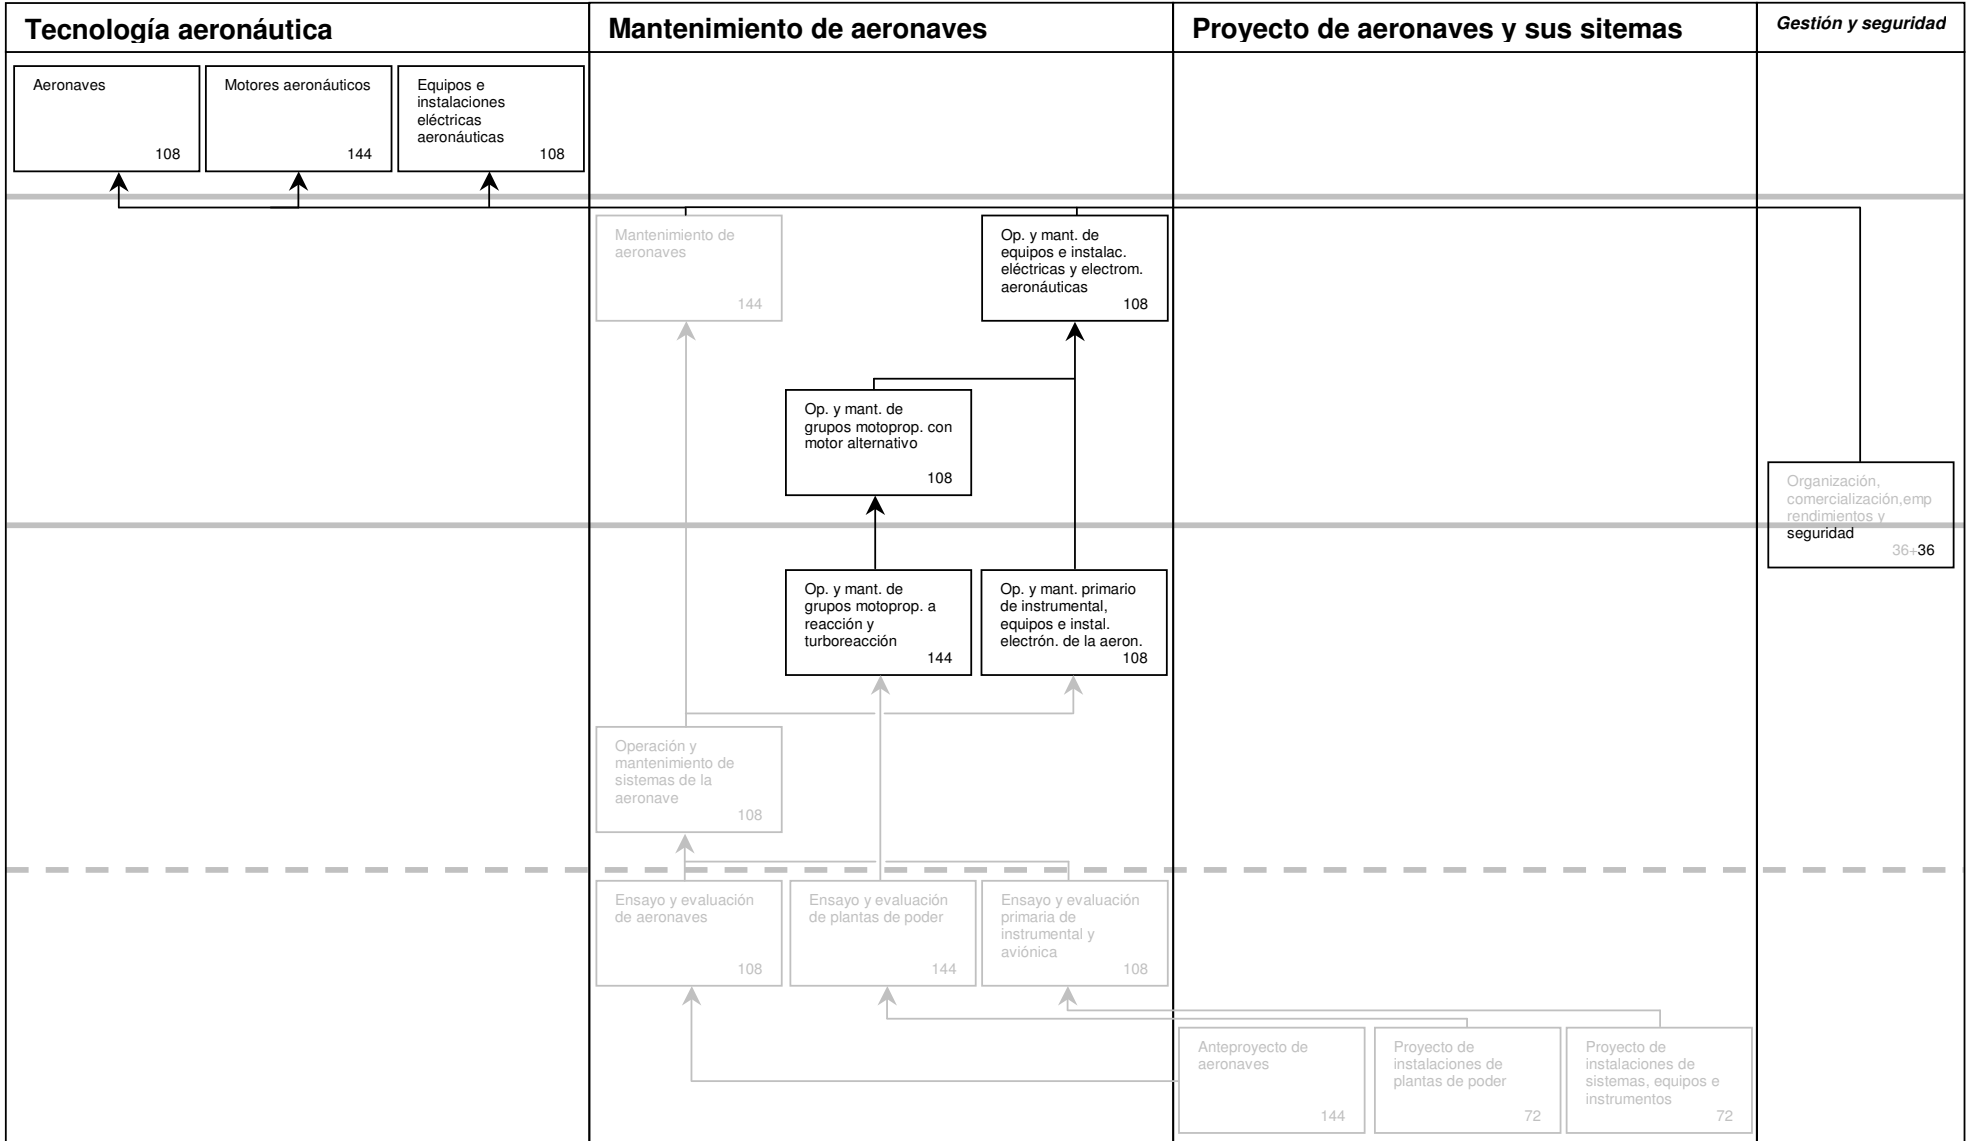 Tecnología aeronáutica
Mantenimiento de aeronaves
Proyecto de aeronaves y sus sitemas
Gestión y seguridad
Aeronaves
108
Motores aeronáuticos
144
Equipos e
instalaciones
eléctricas
aeronáuticas
108
Mantenimiento de
aeronaves
144
Op. y mant. de
equipos e instalac.
eléctricas y electrom.
aeronáuticas
108
Op. y mant. de
grupos motoprop. con
motor alternativo
108
Organización,
comercialización,emp
rendimientos y
seguridad
36+36
Op. y mant. de
grupos motoprop. a
reacción y
turboreacción
144
Op. y mant. primario
de instrumental,
equipos e instal.
electrón. de la aeron.
108
Operación y
mantenimiento de
sistemas de la
aeronave
108
Ensayo y evaluación
de aeronaves
108
Ensayo y evaluación
de plantas de poder
144
Ensayo y evaluación
primaria de
instrumental y
aviónica
108
Anteproyecto de
aeronaves
144
Proyecto de
instalaciones de
plantas de poder
72
Proyecto de
instalaciones de
sistemas, equipos e
instrumentos
72